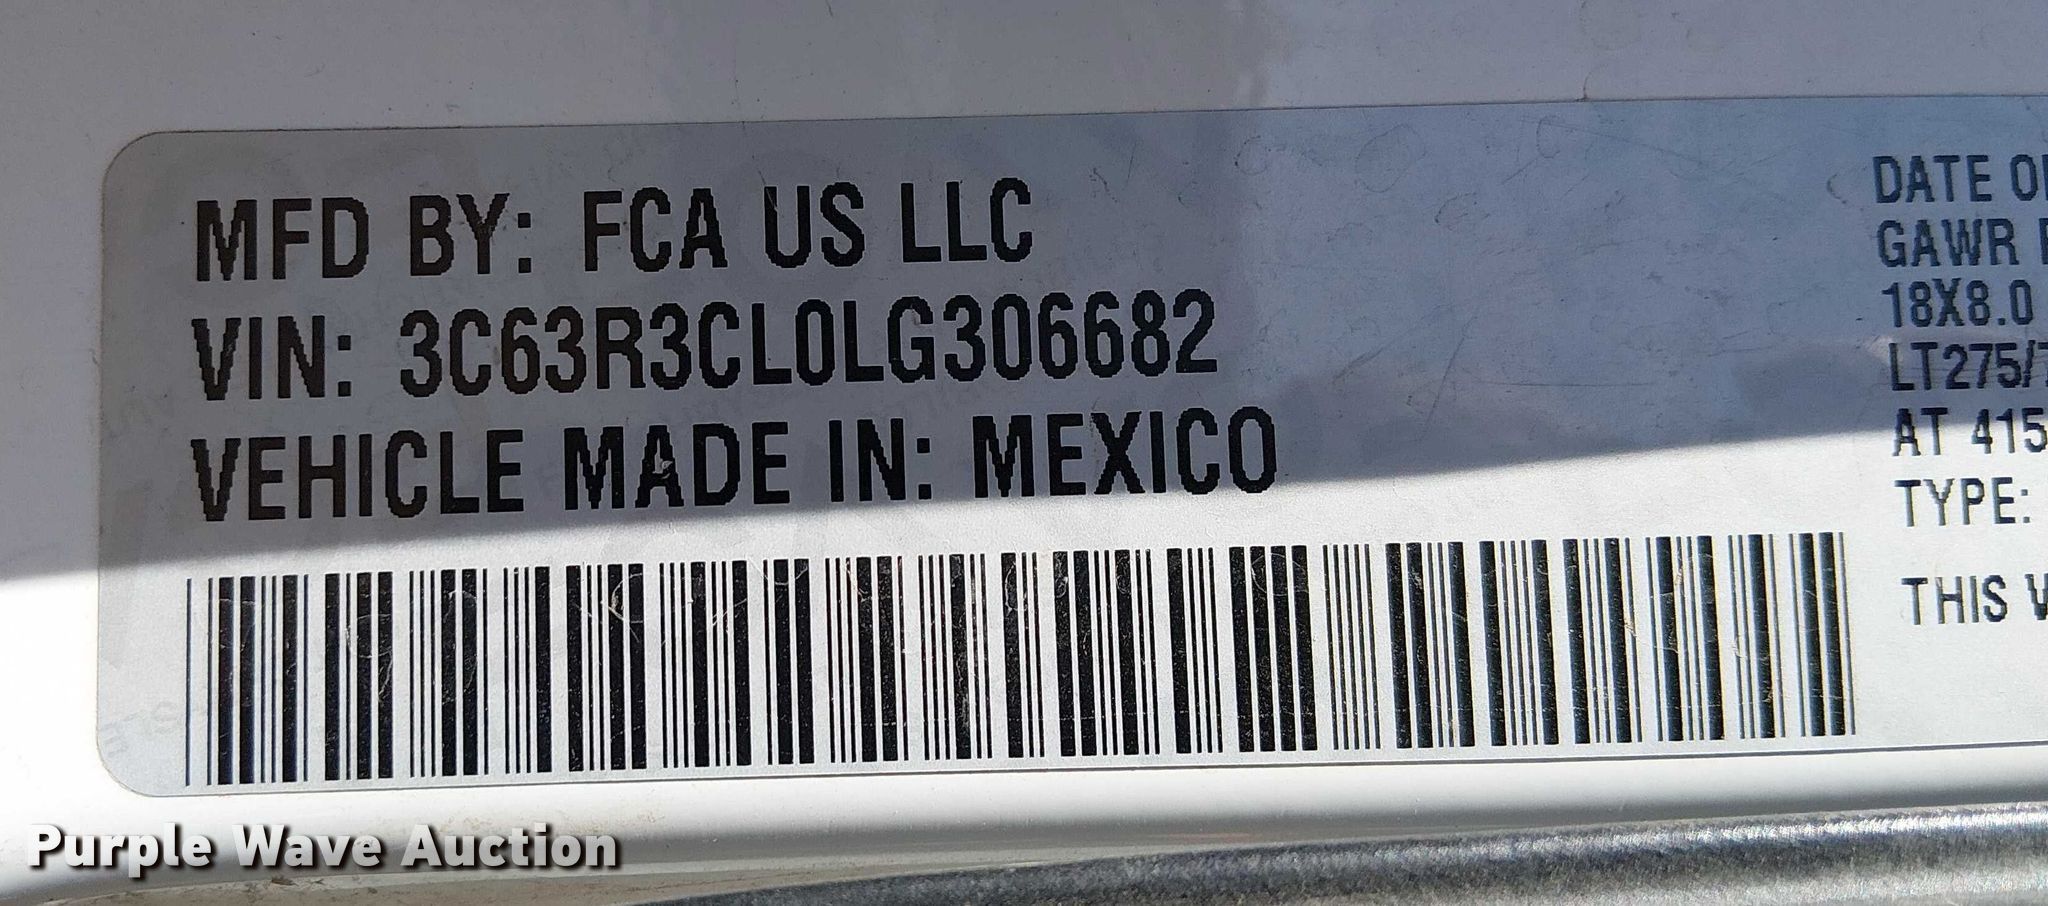 MFD BY: FCA US LLC
VIN: 3C63R3CL0LG306682
VEHICLE MADE IN: MEXICO
DATE
GAWR
18X8.0
LT275/
AT 415
TYPE:
THIS
Purple Wave Auction